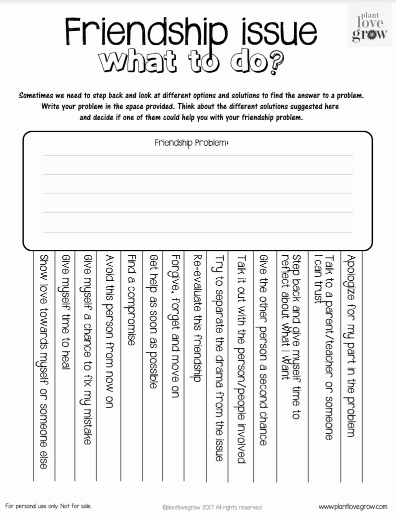 Friendship issue
what to do?
plant
love
grow
Sometimes we need to step back and look at different options and solutions to find the answer to a problem.
Write your problem in the space provided. Think about the different solutions suggested here
and decide if one of them could help you with your friendship problem.
Friendship Problem:
Show love towards myself or someone else
Give myself time to heal
Give myself a chance to fix my mistake
Avoid this person from now on
Find a compromise
Get help as soon as possible
Forgive, forget and move on
Re-evaluate this friendship
Try to separate the drama from the issue
Talk it out with the person/people involved
Give the other person a second chance
Step back and give myself time to
reflect about what I want
Talk to a parent/teacher or someone
I can trust
Apologize for my part in the problem
For personal use only. Not for sale.
©plantlovegrow 2017 All rights reserved
www.plantlovegrow.com